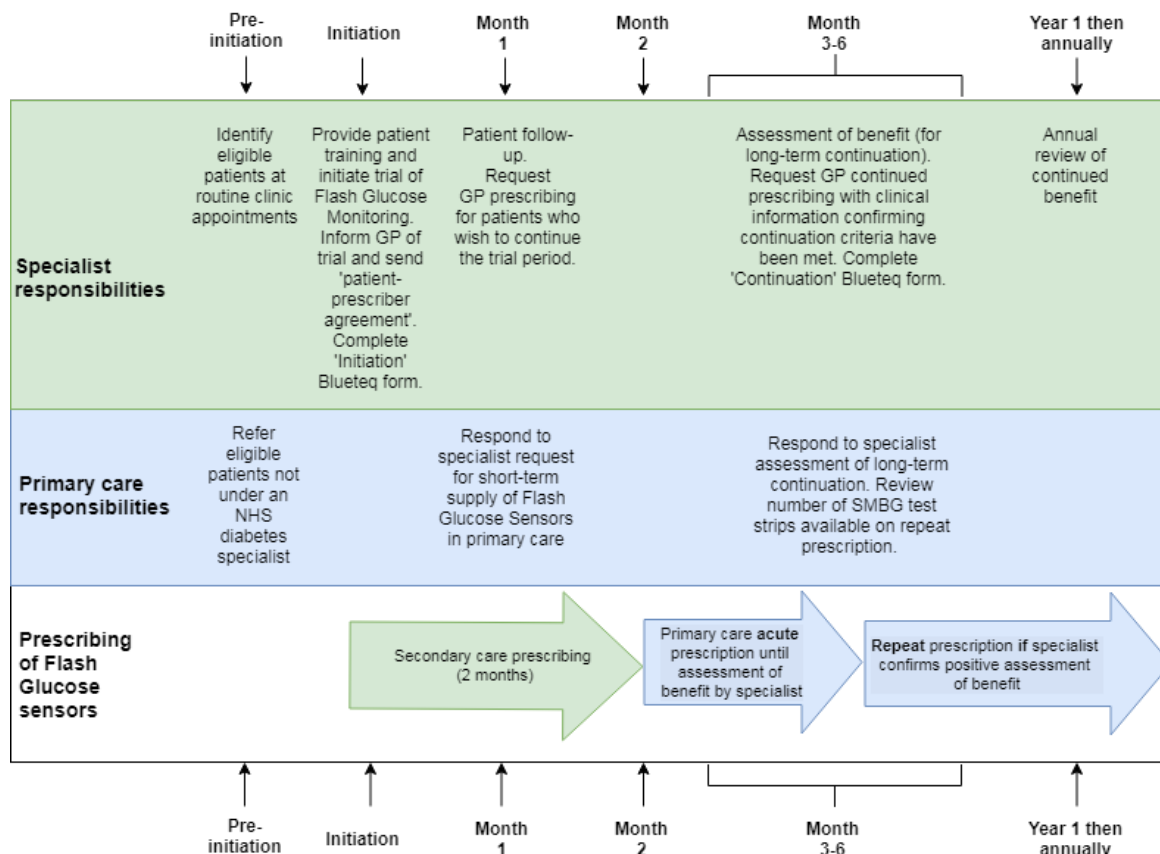 Pre-
initiation
Initiation
Month
1
Month
2
Month
3-6
Year 1 then
annually
Specialist
responsibilities
Identify
eligible
patients at
routine clinic
appointments
Provide patient
training and
initiate trial of
Flash Glucose
Monitoring.
Inform GP of
trial and send
'patient-
prescriber
agreement'.
Complete
'Initiation'
Blueteq form.
Patient follow-
up.
Request
GP prescribing
for patients who
wish to continue
the trial period.
Assessment of benefit (for
long-term continuation).
Request GP continued
prescribing with clinical
information confirming
continuation criteria have
been met. Complete
'Continuation' Blueteq form.
Annual
review of
continued
benefit
Primary care
responsibilities
Refer
eligible
patients not
under an
NHS
diabetes
specialist
Respond to
specialist request
for short-term
supply of Flash
Glucose Sensors
in primary care
Respond to specialist
assessment of long-term
continuation. Review
number of SMBG test
strips available on repeat
prescription.
Prescribing
of Flash
Glucose
sensors
Secondary care prescribing
(2 months)
Primary care acute
prescription until
assessment of
benefit by specialist
Repeat prescription if specialist
confirms positive assessment
of benefit
Pre-
initiation
Initiation
Month
1
Month
2
Month
3-6
Year 1 then
annually